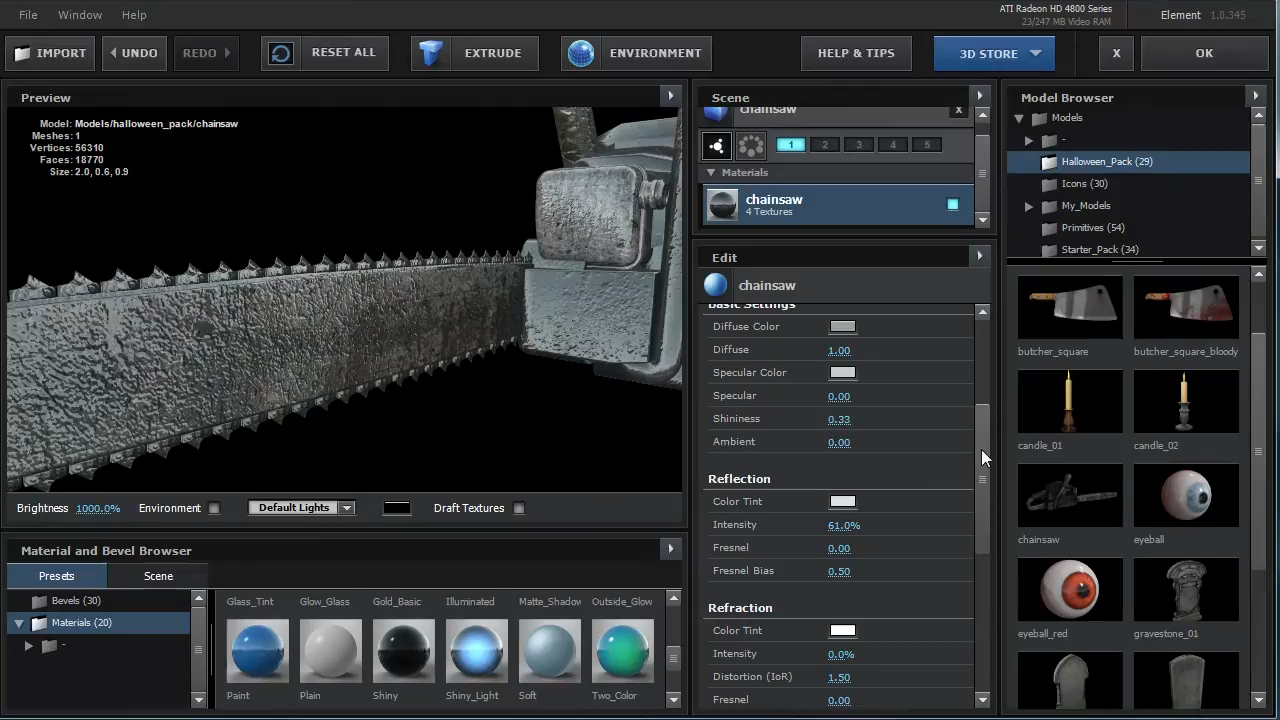 File Window Help
ATI Radeon HD 4800 Series
23/247 MB Video RAM
Element 1.0.345
IMPORT UNDO REDO RESET ALL EXTRUDE ENVIRONMENT HELP & TIPS 3D STORE X OK
Preview
Model: Models/halloween_pack/chainsaw
Meshes: 1
Vertices: 56310
Faces: 18770
Size: 2.0, 0.6, 0.9
Brightness 1000.0% Environment Default Lights Draft Textures
Material and Bevel Browser
Presets Scene
Bevels (30)
Materials (20)
-
Glass_Tint Glow_Glass Gold_Basic Illuminated Matte_Shadow Outside_Glow
Paint Plain Shiny Shiny_Light Soft Two_Color
Scene
chainsaw X
1 2 3 4 5
Materials
chainsaw
4 Textures
Edit
chainsaw
Basic Settings
Diffuse Color
Diffuse 1.00
Specular Color
Specular 0.00
Shininess 0.33
Ambient 0.00
Reflection
Color Tint
Intensity 61.0%
Fresnel 0.00
Fresnel Bias 0.50
Refraction
Color Tint
Intensity 0.0%
Distortion (IoR) 1.50
Fresnel 0.00
Model Browser
Models
-
Halloween_Pack (29)
Icons (30)
My_Models
Primitives (54)
Starter_Pack (34)
butcher_square butcher_square_bloody
candle_01 candle_02
chainsaw eyeball
eyeball_red gravestone_01